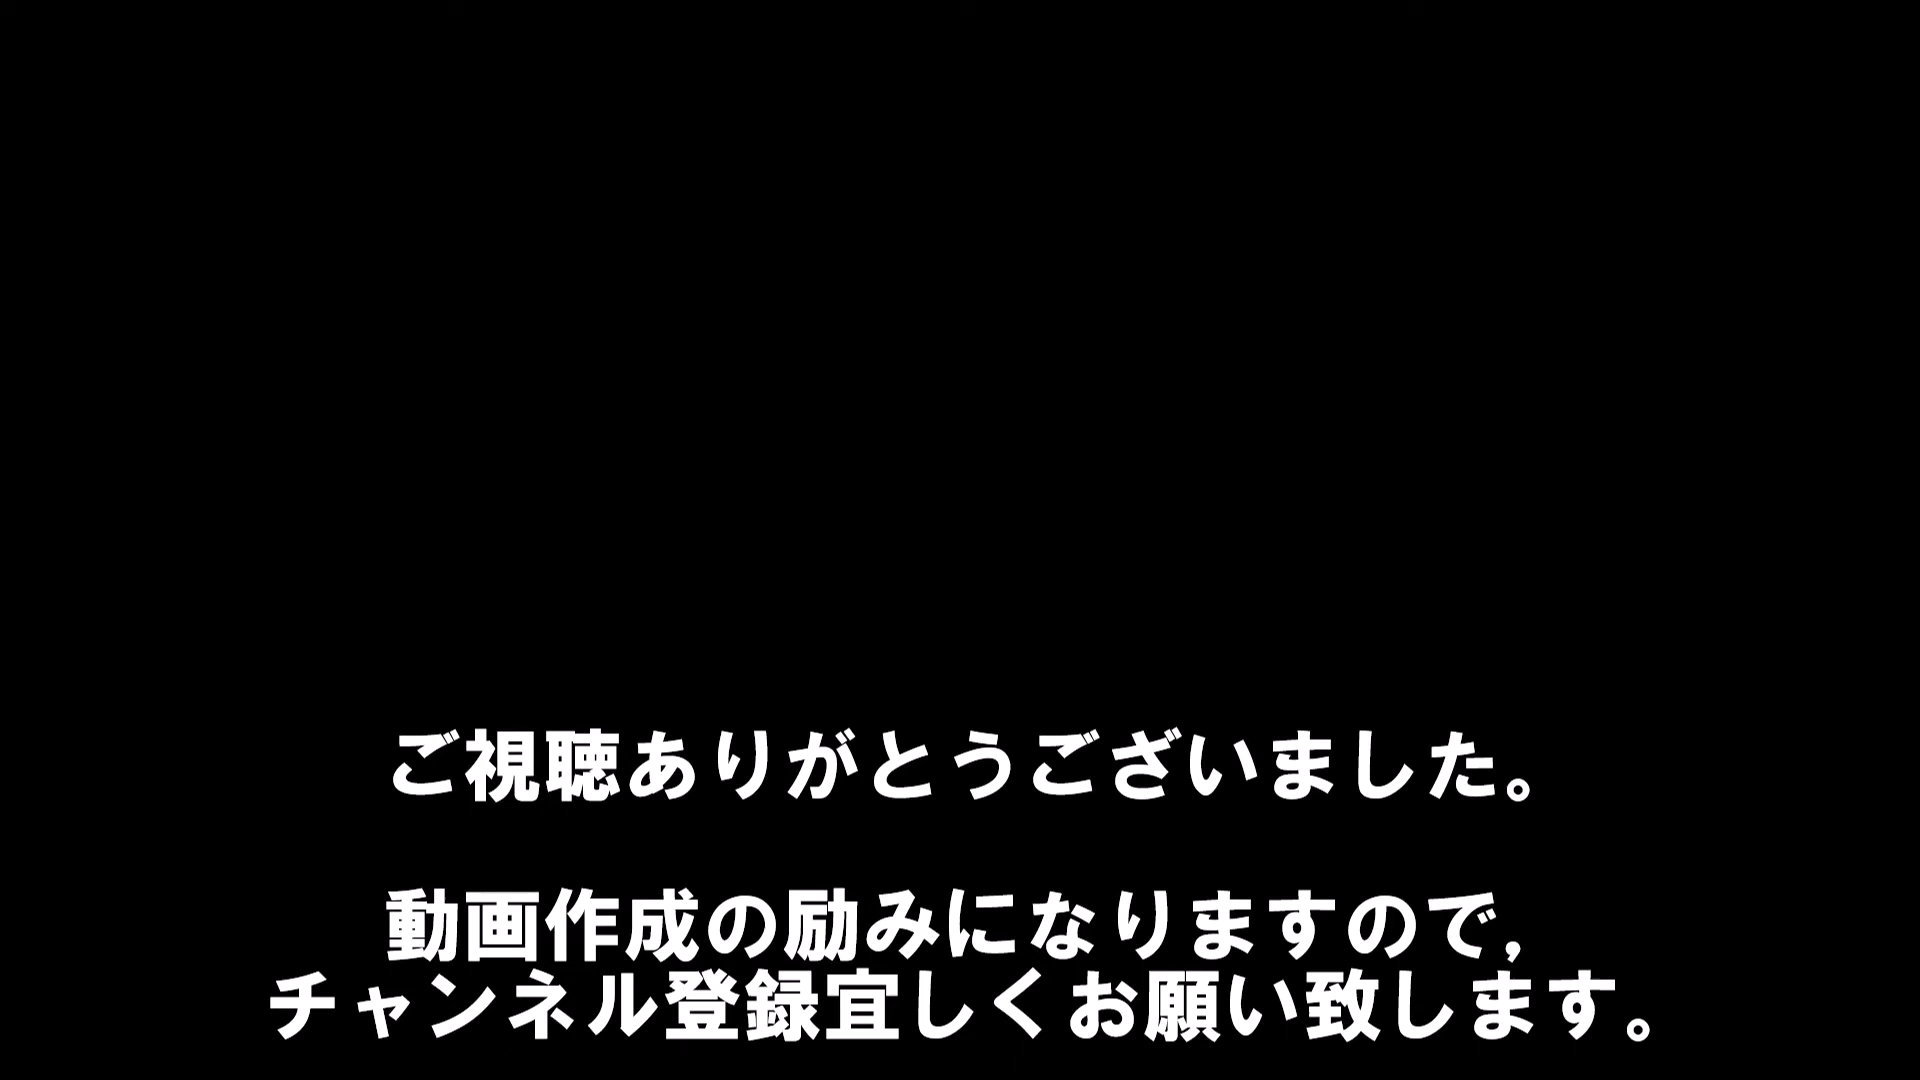 ご視聴ありがとうございました。
動画作成の励みになりますので,
チャンネル登録宜しくお願い致します。